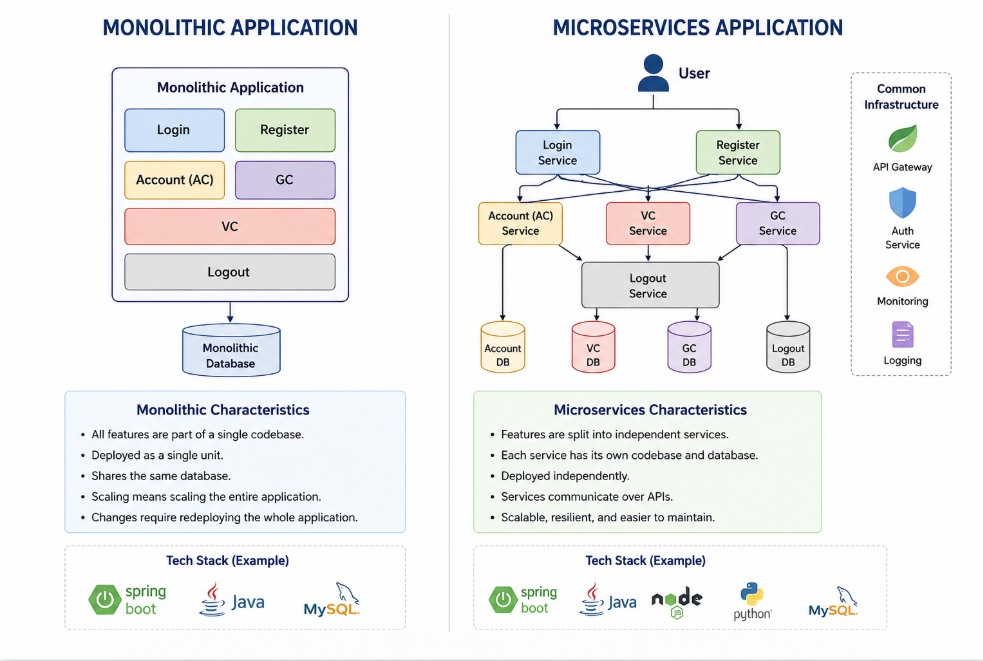 MONOLITHIC APPLICATION
Monolithic Application
Login
Register
Account (AC)
GC
VC
Logout
Monolithic
Database
Monolithic Characteristics
• All features are part of a single codebase.
• Deployed as a single unit.
• Shares the same database.
• Scaling means scaling the entire application.
• Changes require redeploying the whole application.
Tech Stack (Example)
spring
boot
Java
MySQL
MICROSERVICES APPLICATION
User
Login
Service
Register
Service
Account (AC)
Service
VC
Service
GC
Service
Logout
Service
Account
DB
VC
DB
GC
DB
Logout
DB
Common
Infrastructure
API Gateway
Auth
Service
Monitoring
Logging
Microservices Characteristics
• Features are split into independent services.
• Each service has its own codebase and database.
• Deployed independently.
• Services communicate over APIs.
• Scalable, resilient, and easier to maintain.
Tech Stack (Example)
spring
boot
Java
node
JS
python
MySQL